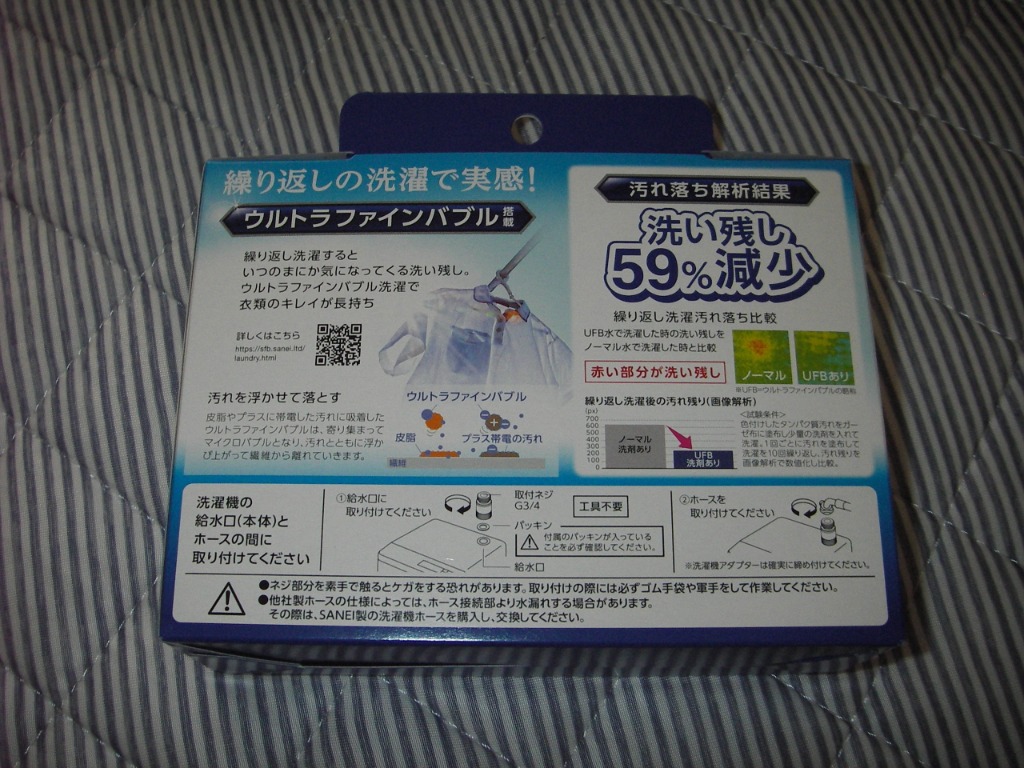 繰り返しの洗濯で実感!
ウルトラファインバブル搭載
繰り返し洗濯すると
いつのまにか気になってくる洗い残し。
ウルトラファインバブル洗濯で
衣類のキレイが長持ち
詳しくはこちら
https://sfb.sanei.ltd/
laundry.html
汚れを浮かせて落とす
皮脂やプラスに帯電した汚れに吸着した
ウルトラファインバブルは、寄り集まって
マイクロバブルとなり、汚れとともに浮か
び上がって繊維から離れていきます。
ウルトラファインバブル
皮脂
プラス帯電の汚れ
繊維
汚れ落ち解析結果
洗い残し
59%減少
繰り返し洗濯汚れ落ち比較
UFB水で洗濯した時の洗い残しを
ノーマル水で洗濯した時と比較
赤い部分が洗い残し
ノーマル
UFBあり
※UFB=ウルトラファインバブルの略称
繰り返し洗濯後の汚れ残り(画像解析)
(px)
700
600
500
400
300
200
100
0
ノーマル
洗剤あり
UFB
洗剤あり
<試験条件>
色付けしたタンパク質汚れをガー
ゼ布に塗布し少量の洗剤を入れて
洗濯。1回ごとに汚れを塗布して
洗濯を10回繰り返し、汚れ残りを
画像解析で数値化し比較。
洗濯機の
給水口(本体)と
ホースの間に
取り付けてください
①給水口に
取り付けてください
取付ネジ
G3/4
工具不要
パッキン
付属のパッキンが入っている
ことを必ず確認してください。
給水口
②ホースを
取り付けてください
※洗濯機アダプターは確実に締め付けてください。
●ネジ部分を素手で触るとケガをする恐れがあります。取り付けの際には必ずゴム手袋や軍手をして作業してください。
●他社製ホースの仕様によっては、ホース接続部より水漏れする場合があります。
その際は、SANEI製の洗濯機ホースを購入し、交換してください。